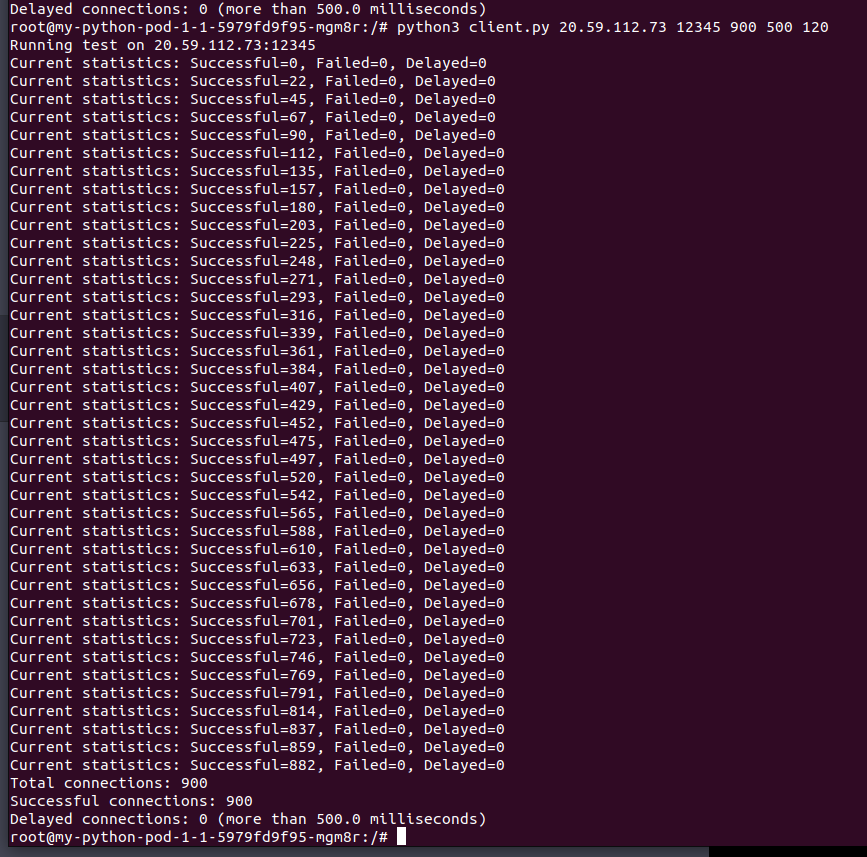 Delayed connections: 0 (more than 500.0 milliseconds)
root@my-python-pod-1-1-5979fd9f95-mgm8r:/# python3 client.py 20.59.112.73 12345 900 500 120
Running test on 20.59.112.73:12345
Current statistics: Successful=0, Failed=0, Delayed=0
Current statistics: Successful=22, Failed=0, Delayed=0
Current statistics: Successful=45, Failed=0, Delayed=0
Current statistics: Successful=67, Failed=0, Delayed=0
Current statistics: Successful=90, Failed=0, Delayed=0
Current statistics: Successful=112, Failed=0, Delayed=0
Current statistics: Successful=135, Failed=0, Delayed=0
Current statistics: Successful=157, Failed=0, Delayed=0
Current statistics: Successful=180, Failed=0, Delayed=0
Current statistics: Successful=203, Failed=0, Delayed=0
Current statistics: Successful=225, Failed=0, Delayed=0
Current statistics: Successful=248, Failed=0, Delayed=0
Current statistics: Successful=271, Failed=0, Delayed=0
Current statistics: Successful=293, Failed=0, Delayed=0
Current statistics: Successful=316, Failed=0, Delayed=0
Current statistics: Successful=339, Failed=0, Delayed=0
Current statistics: Successful=361, Failed=0, Delayed=0
Current statistics: Successful=384, Failed=0, Delayed=0
Current statistics: Successful=407, Failed=0, Delayed=0
Current statistics: Successful=429, Failed=0, Delayed=0
Current statistics: Successful=452, Failed=0, Delayed=0
Current statistics: Successful=475, Failed=0, Delayed=0
Current statistics: Successful=497, Failed=0, Delayed=0
Current statistics: Successful=520, Failed=0, Delayed=0
Current statistics: Successful=542, Failed=0, Delayed=0
Current statistics: Successful=565, Failed=0, Delayed=0
Current statistics: Successful=588, Failed=0, Delayed=0
Current statistics: Successful=610, Failed=0, Delayed=0
Current statistics: Successful=633, Failed=0, Delayed=0
Current statistics: Successful=656, Failed=0, Delayed=0
Current statistics: Successful=678, Failed=0, Delayed=0
Current statistics: Successful=701, Failed=0, Delayed=0
Current statistics: Successful=723, Failed=0, Delayed=0
Current statistics: Successful=746, Failed=0, Delayed=0
Current statistics: Successful=769, Failed=0, Delayed=0
Current statistics: Successful=791, Failed=0, Delayed=0
Current statistics: Successful=814, Failed=0, Delayed=0
Current statistics: Successful=837, Failed=0, Delayed=0
Current statistics: Successful=859, Failed=0, Delayed=0
Current statistics: Successful=882, Failed=0, Delayed=0
Total connections: 900
Successful connections: 900
Delayed connections: 0 (more than 500.0 milliseconds)
root@my-python-pod-1-1-5979fd9f95-mgm8r:/#